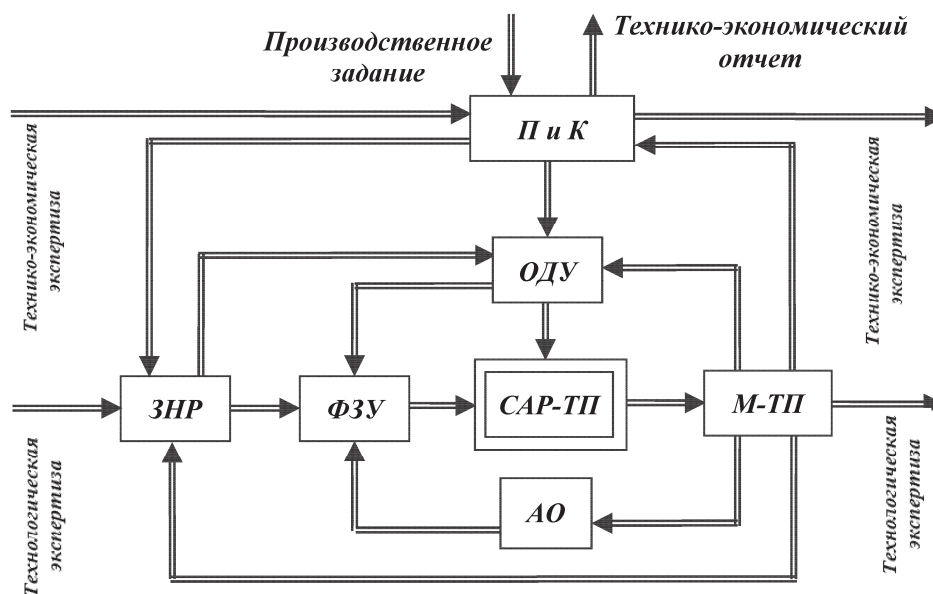 Производственное
задание
Технико-экономический
отчет
П и К
Технико-экономическая
экспертиза
Технико-экономическая
экспертиза
ОДУ
ЗНР
ФЗУ
САР-ТП
М-ТП
АО
Технологическая
экспертиза
Технологическая
экспертиза